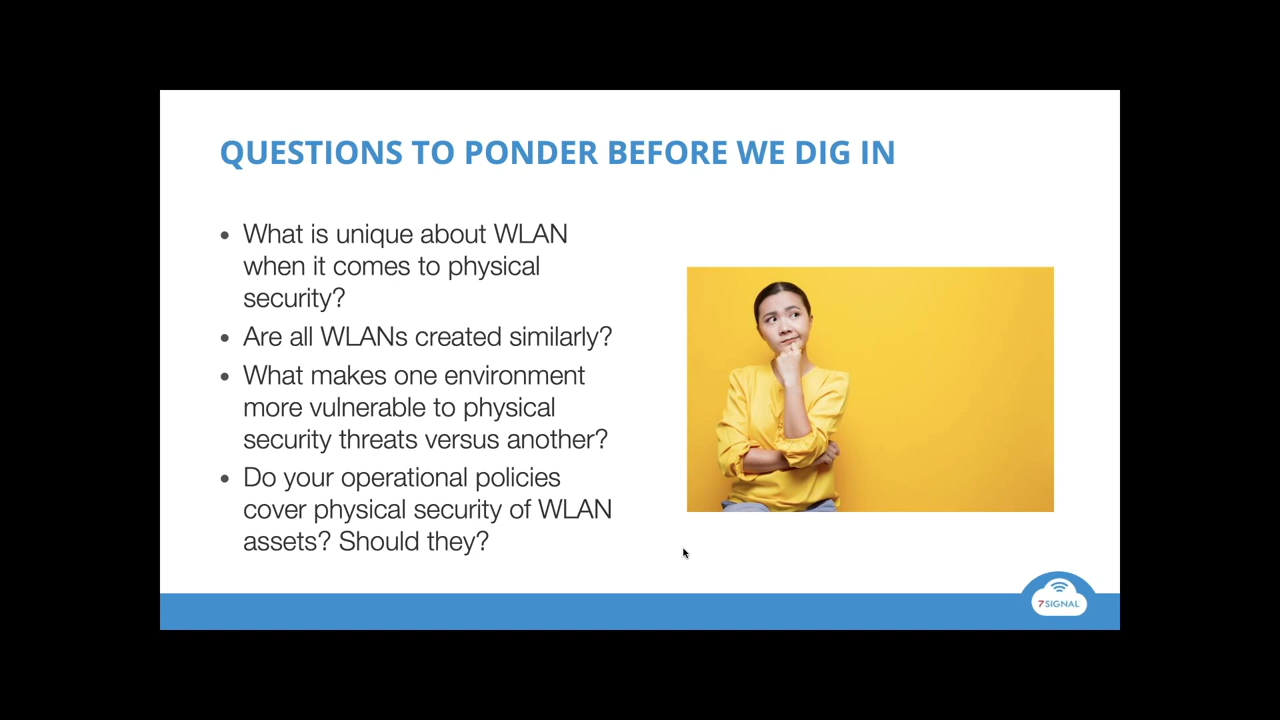 QUESTIONS TO PONDER BEFORE WE DIG IN
• What is unique about WLAN
when it comes to physical
security?
• Are all WLANs created similarly?
• What makes one environment
more vulnerable to physical
security threats versus another?
• Do your operational policies
cover physical security of WLAN
assets? Should they?
7SIGNAL